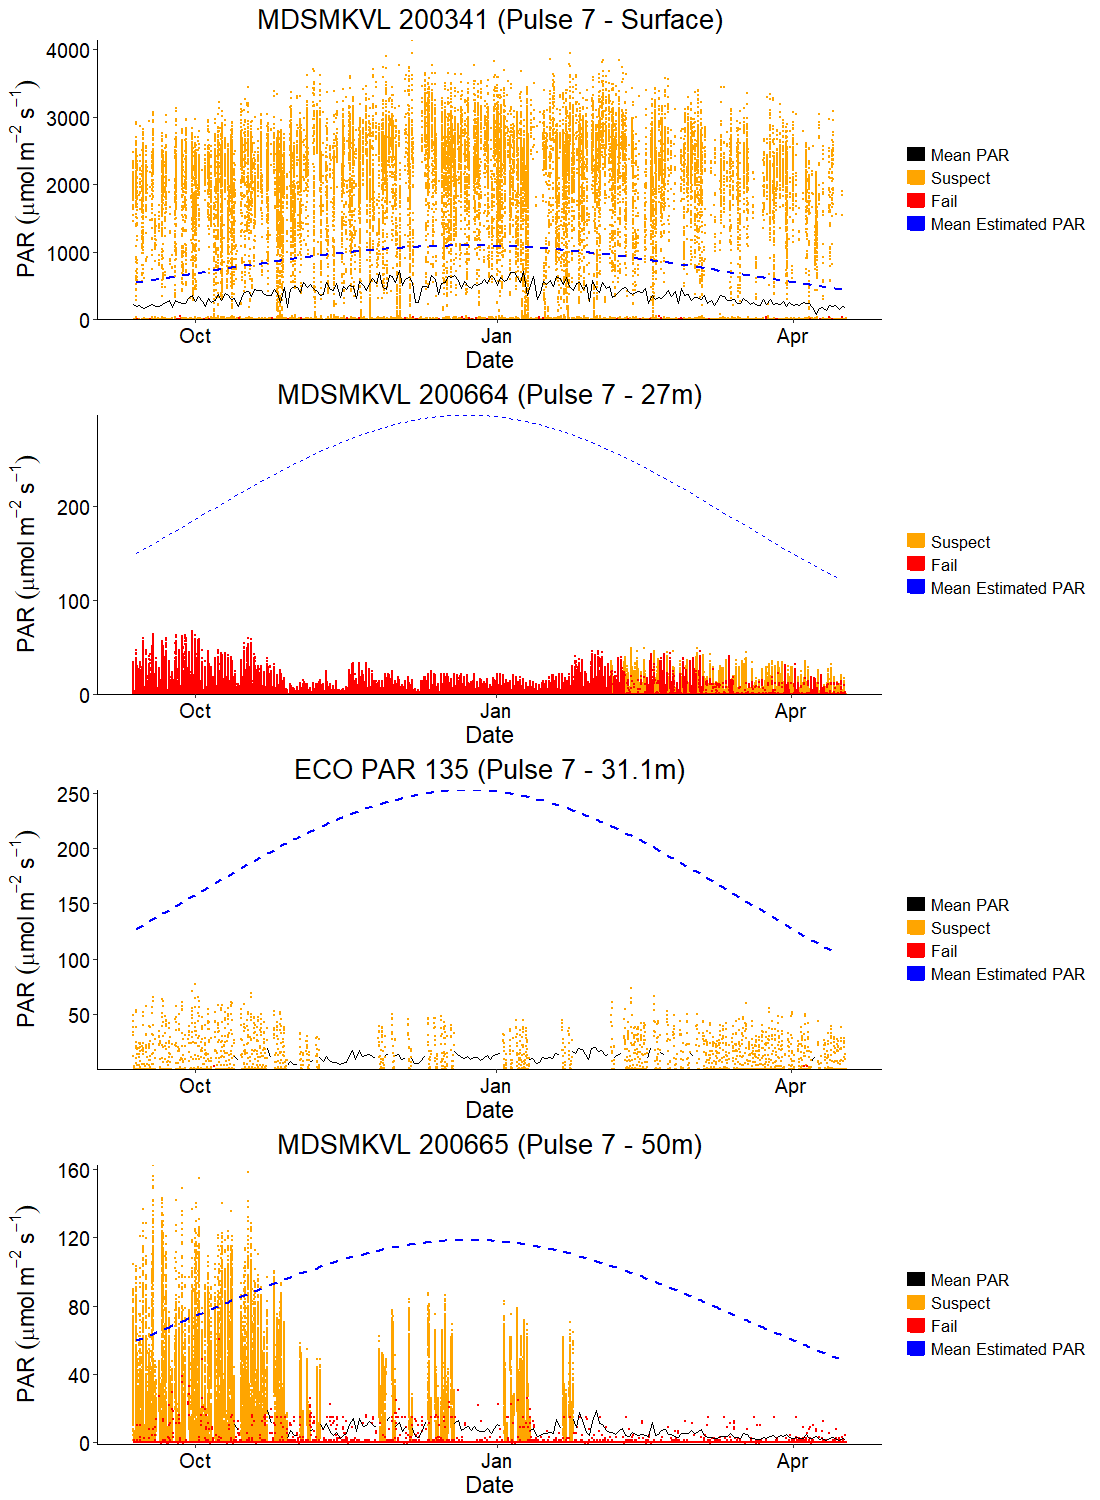 MDSMKVL 200341 (Pulse 7 - Surface)
PAR (μmol m−2 s−1)
4000
3000
2000
1000
0
Oct
Jan
Apr
Date
Mean PAR
Suspect
Fail
Mean Estimated PAR
MDSMKVL 200664 (Pulse 7 - 27m)
PAR (μmol m−2 s−1)
200
100
0
Oct
Jan
Apr
Date
Suspect
Fail
Mean Estimated PAR
ECO PAR 135 (Pulse 7 - 31.1m)
PAR (μmol m−2 s−1)
250
200
150
100
50
Oct
Jan
Apr
Date
Mean PAR
Suspect
Fail
Mean Estimated PAR
MDSMKVL 200665 (Pulse 7 - 50m)
PAR (μmol m−2 s−1)
160
120
80
40
0
Oct
Jan
Apr
Date
Mean PAR
Suspect
Fail
Mean Estimated PAR